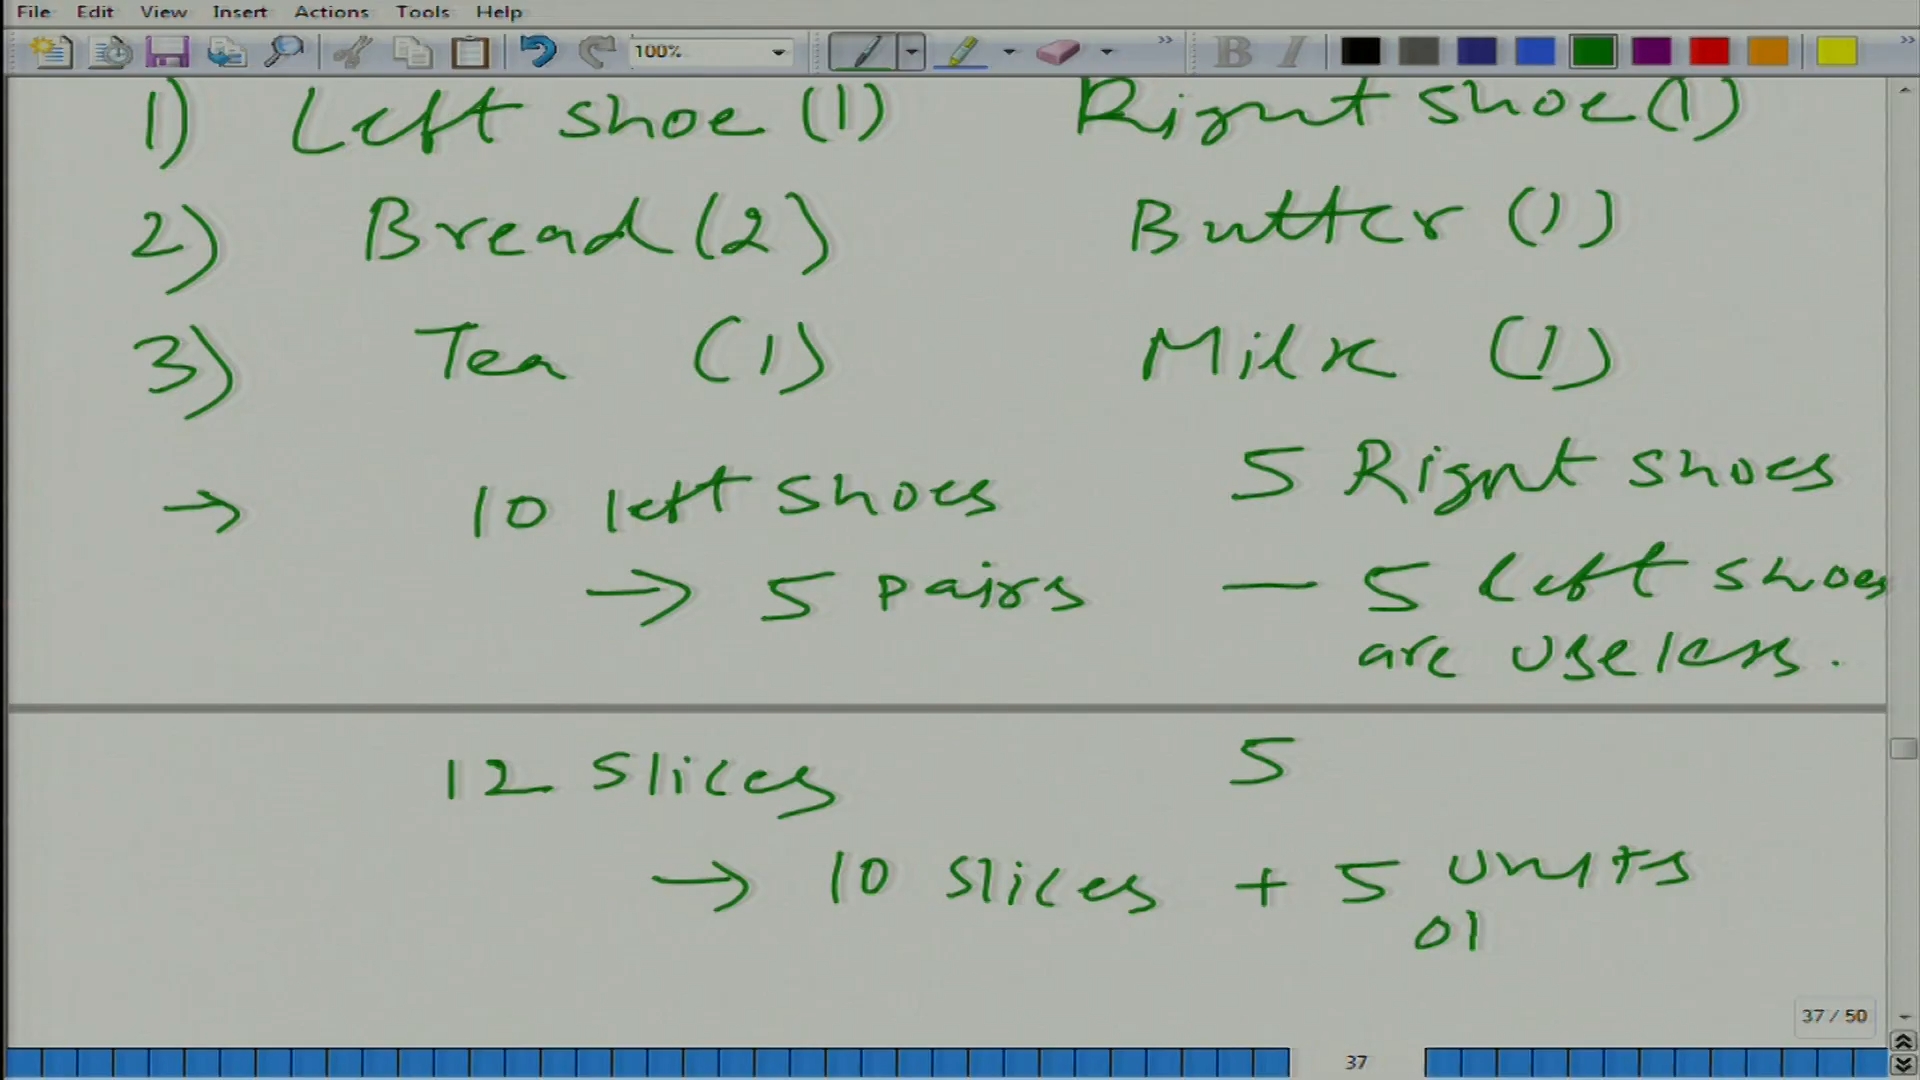 File Edit View Insert Actions Tools Help
100%
B I
1) Left shoe (1) Right shoe (1)
2) Bread (2) Butter (1)
3) Tea (1) Milk (1)
→ 10 left shoes 5 Right shoes
→ 5 pairs — 5 left shoes
are useless.
12 slices 5
→ 10 slices + 5 units
of
37 / 50
37